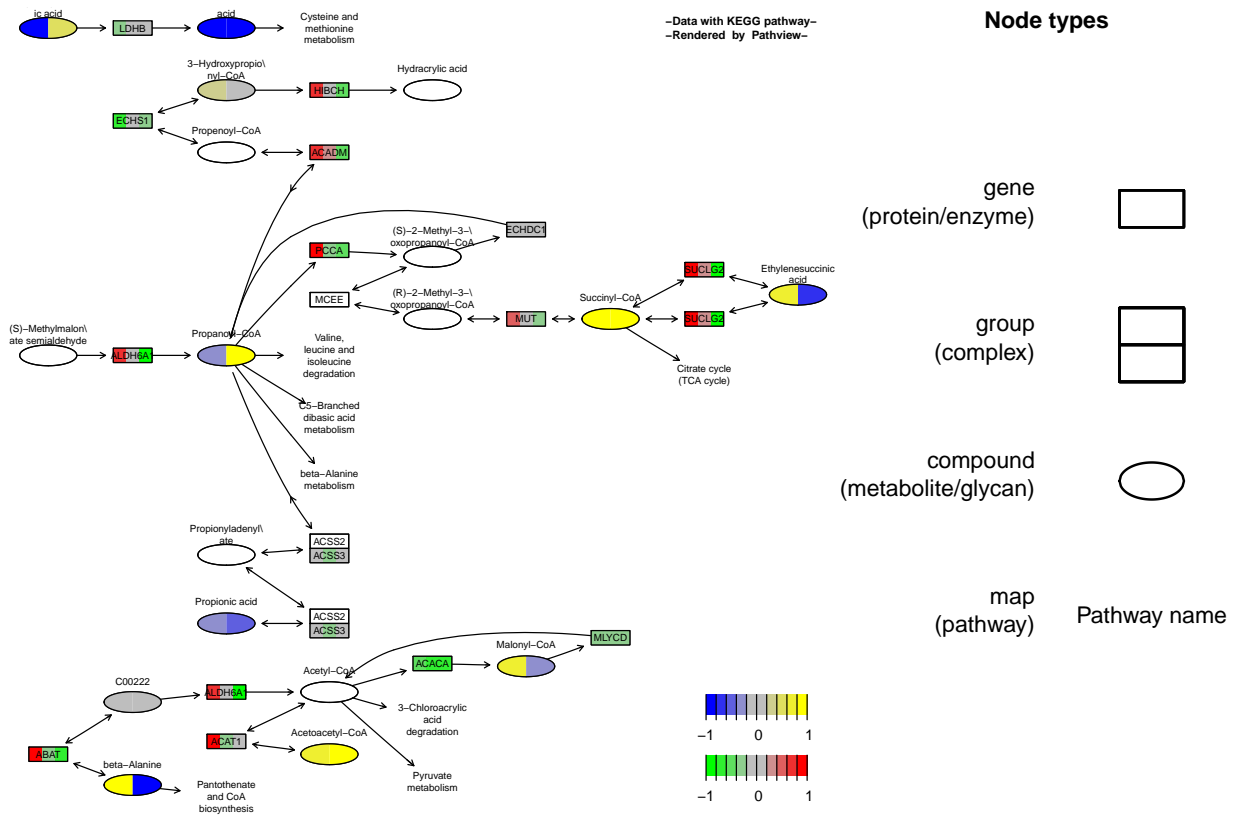 ic acid
LDHB
acid
Cysteine and
methionine
metabolism
−Data with KEGG pathway−
−Rendered by Pathview−
Node types
3−Hydroxypropio\
nyl−CoA
HIBCH
Hydracrylic acid
ECHS1
Propenoyl−CoA
ACADM
gene
(protein/enzyme)
ECHDC1
(S)−2−Methyl−3−\
oxopropanoyl−CoA
PCCA
SUCLG2
Ethylenesuccinic
acid
MCEE
(R)−2−Methyl−3−\
oxopropanoyl−CoA
MUT
Succinyl−CoA
SUCLG2
group
(complex)
(S)−Methylmalon\
ate semialdehyde
ALDH6A1
Propanoyl−CoA
Valine,
leucine and
isoleucine
degradation
Citrate cycle
(TCA cycle)
C5−Branched
dibasic acid
metabolism
beta−Alanine
metabolism
compound
(metabolite/glycan)
Propionyladenyl\
ate
ACSS2
ACSS3
Propionic acid
ACSS2
ACSS3
map
(pathway)
Pathway name
MLYCD
Malonyl−CoA
ACACA
Acetyl−CoA
C00222
ALDH6A1
3−Chloroacrylic
acid
degradation
ACAT1
Acetoacetyl−CoA
ABAT
beta−Alanine
Pantothenate
and CoA
biosynthesis
Pyruvate
metabolism
−1 0 1
−1 0 1